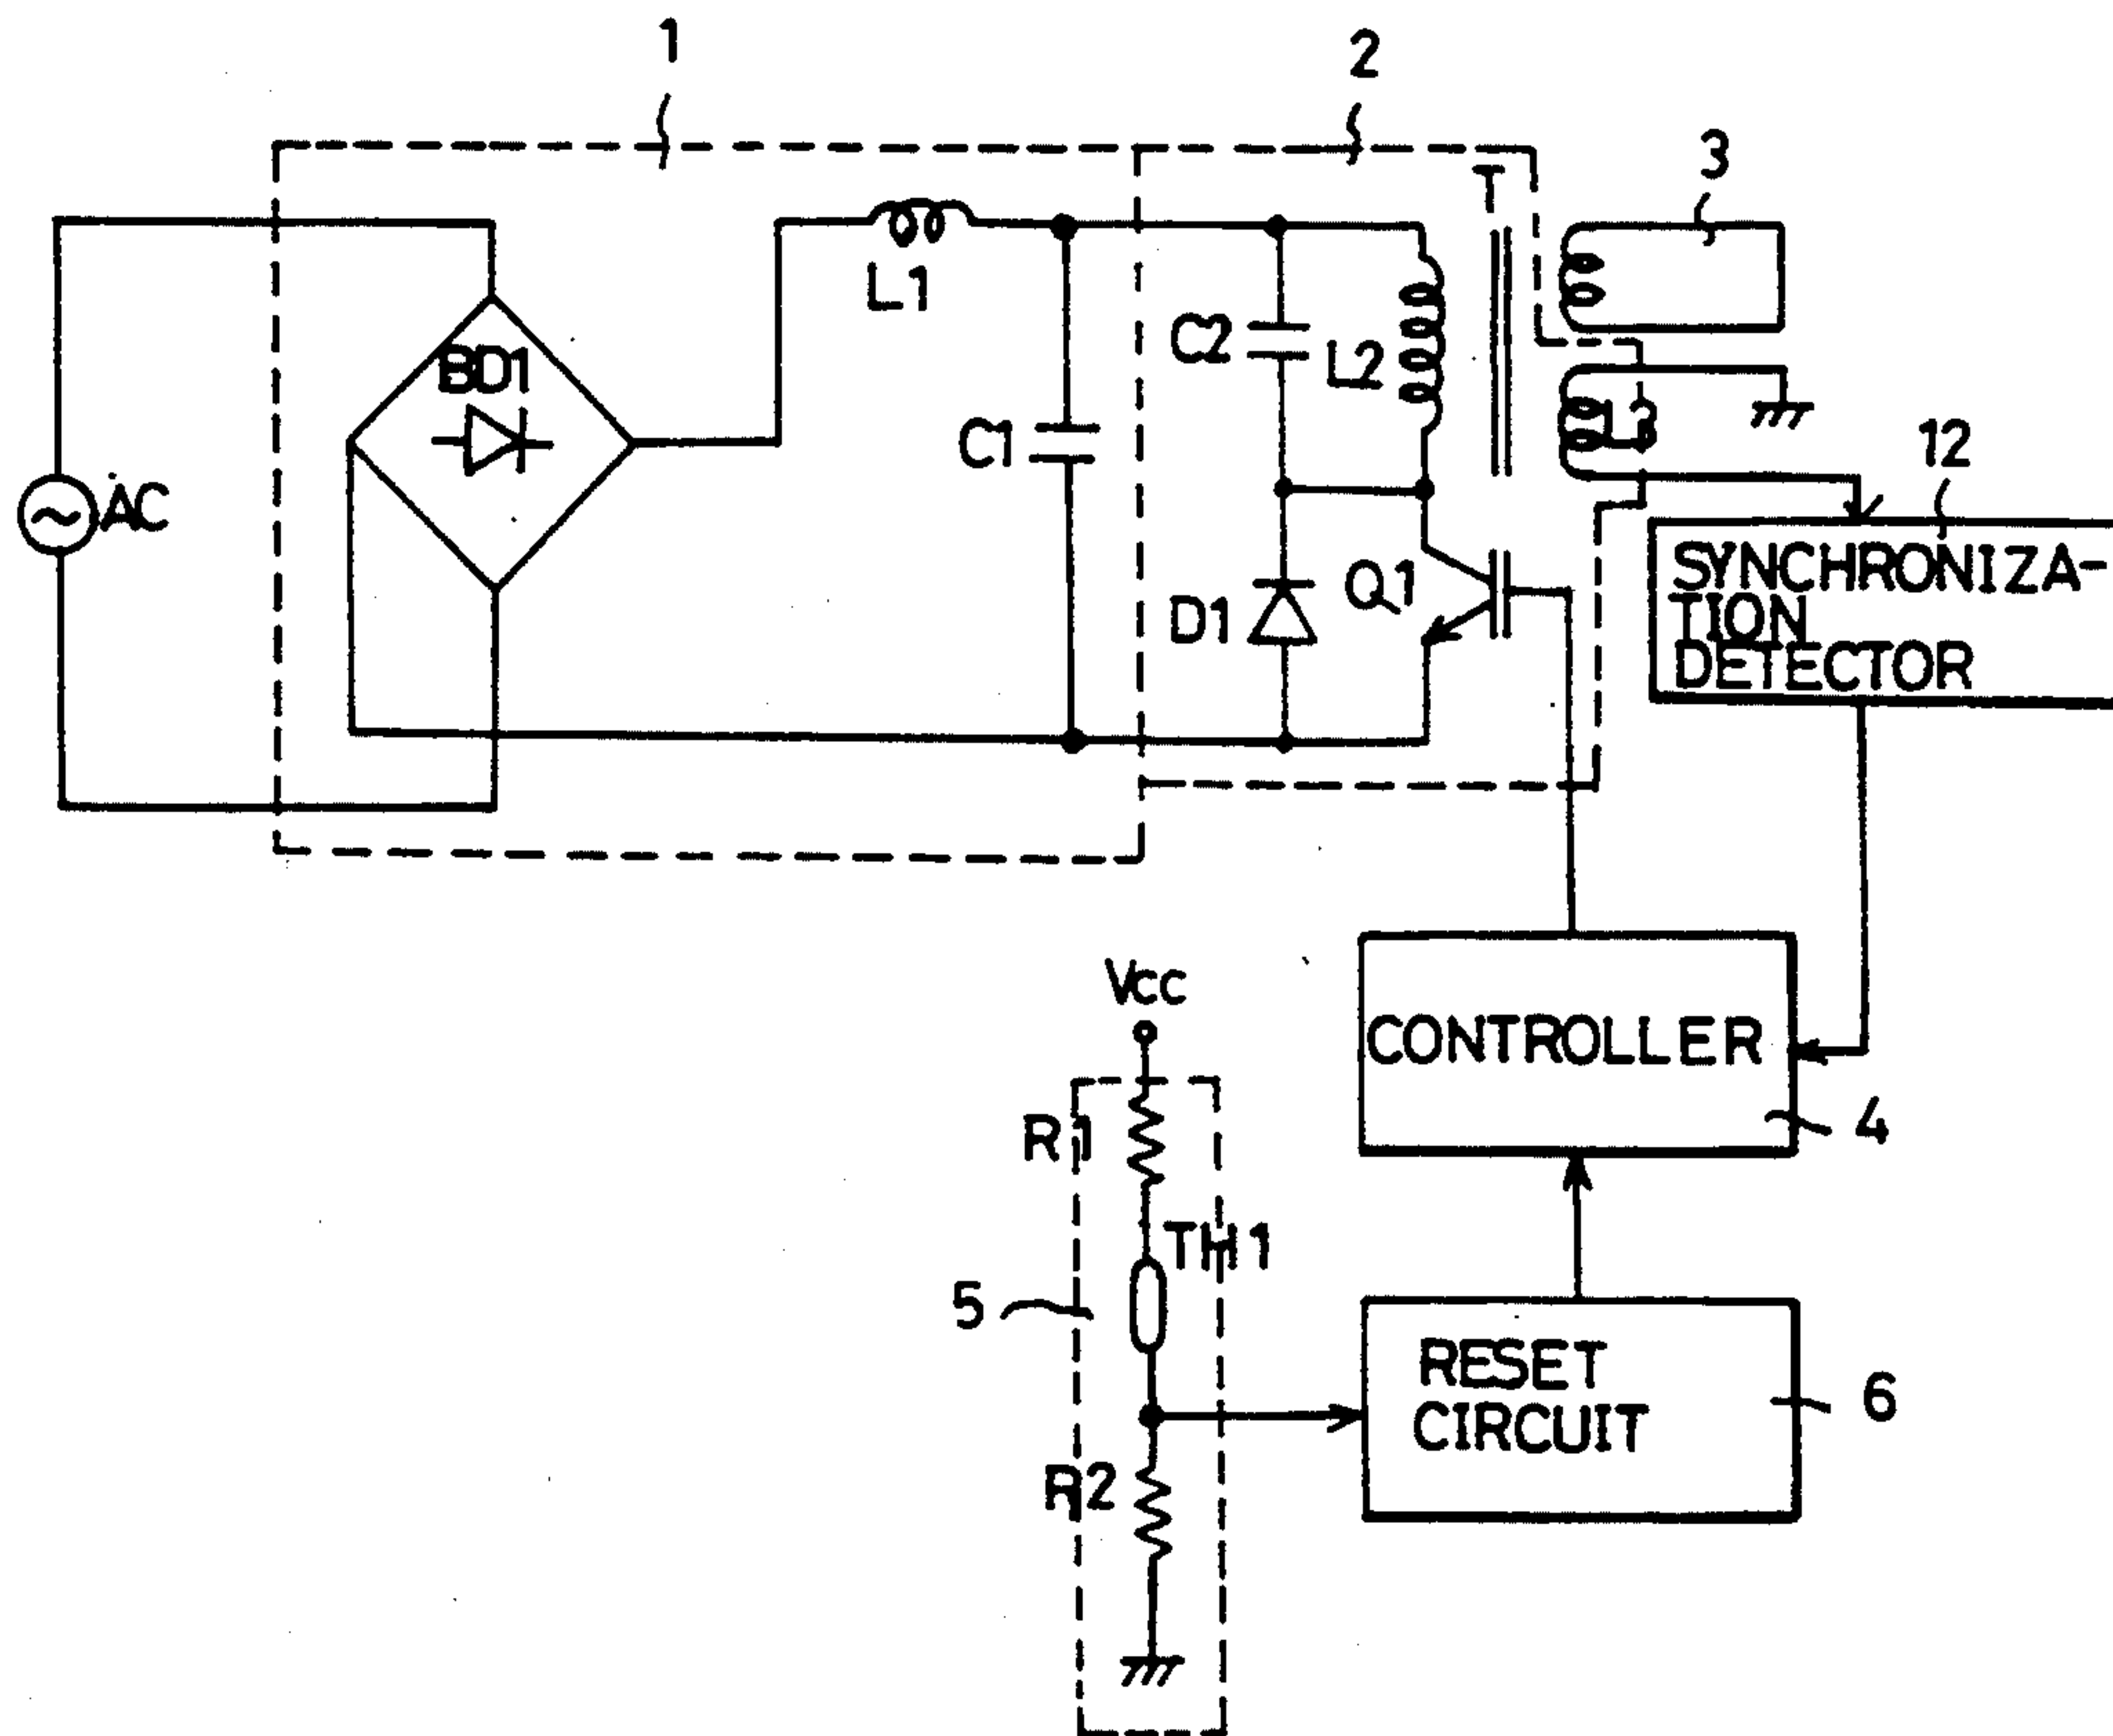 1
2
T
3
L1
BD1
C2
L2
L3
C1
12
AC
Q1
D1
SYNCHRONIZA-
TION
DETECTOR
Vcc
CONTROLLER
R1
4
TH1
5
RESET
CIRCUIT
6
R2